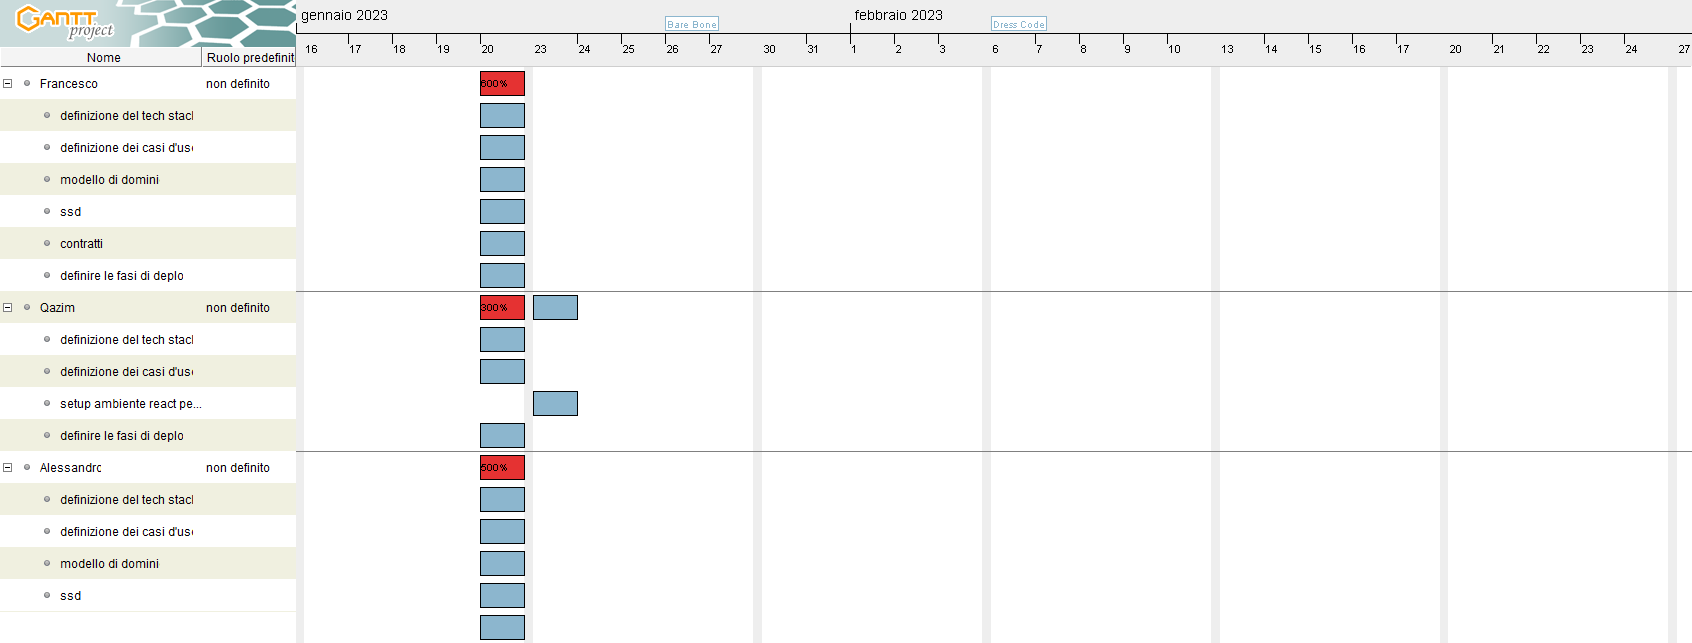 GANTT
project
gennaio 2023
febbraio 2023
Bare Bone
Dress Code
16 17 18 19 20 23 24 25 26 27 30 31 1 2 3 6 7 8 9 10 13 14 15 16 17 20 21 22 23 24 27
Nome Ruolo predefinit
Francesco non definito 600%
definizione del tech stacl
definizione dei casi d'uso
modello di domini
ssd
contratti
definire le fasi di deplo
Qazim non definito 300%
definizione del tech stacl
definizione dei casi d'uso
setup ambiente react pe...
definire le fasi di deplo
Alessandro non definito 500%
definizione del tech stacl
definizione dei casi d'uso
modello di domini
ssd